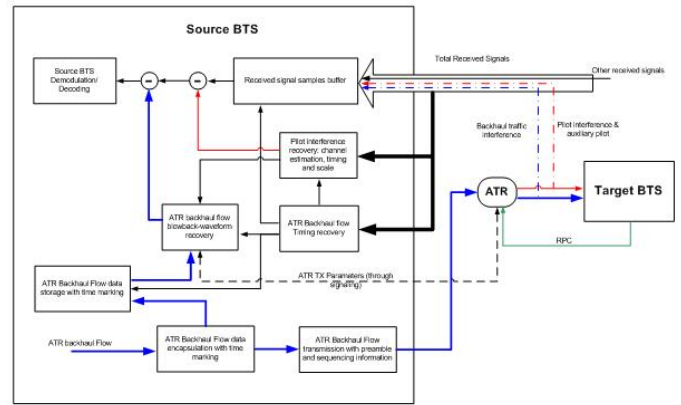 Source BTS
Total Received Signals
Other received signals
Source BTS
Demodulation/
Decoding
Received signal samples buffer
Backhaul traffic
interference
Pilot interference &
auxiliary pilot
Pilot interference
recovery: channel
estimation, timing
and scale
ATR
Target BTS
ATR backhaul flow
blowback-waveform-
recovery
ATR Backhaul flow
Timing recovery
RPC
ATR TX Parameters (through
signaling)
ATR Backhaul Flow data
storage with time marking
ATR backhaul Flow
ATR Backhaul Flow data
encapsulation with time
marking
ATR Backhaul Flow
transmission with preamble
and sequencing information